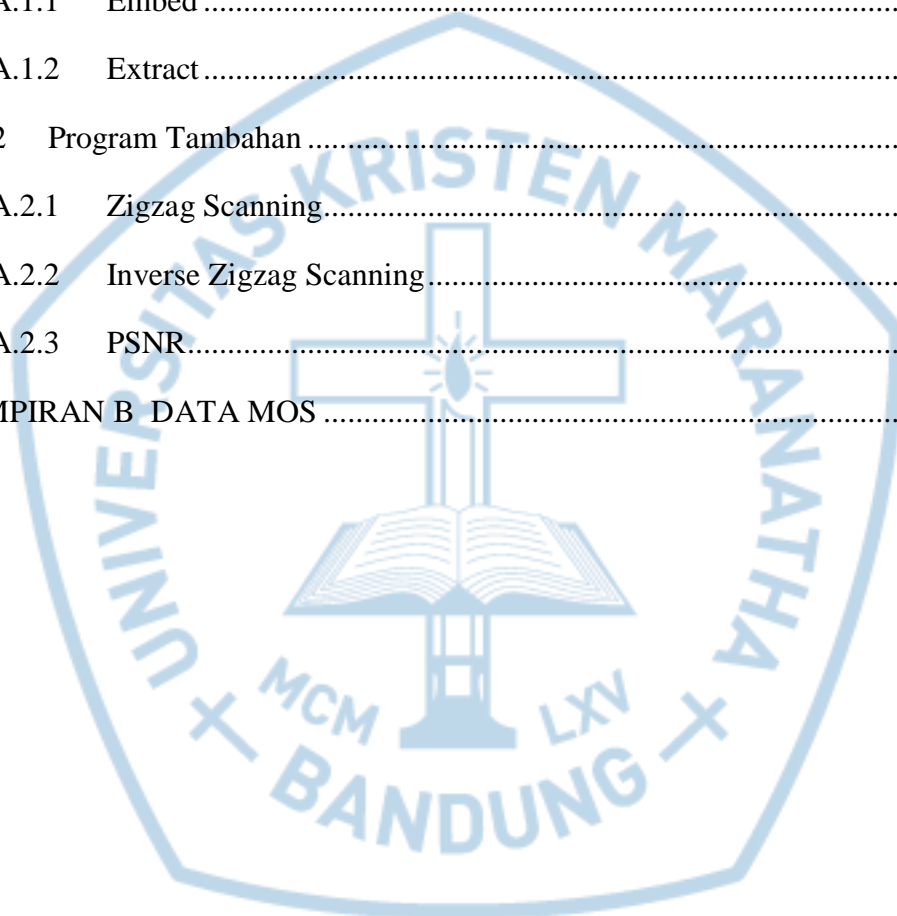 A.1.1 Embed ........................................................................................
A.1.2 Extract ........................................................................................
2 Program Tambahan ...........................................................................
A.2.1 Zigzag Scanning.........................................................................
A.2.2 Inverse Zigzag Scanning ............................................................
A.2.3 PSNR..........................................................................................
MPIRAN B DATA MOS .........................................................................
UNIVERSITAS KRISTEN MARANATHA
MCM LXV
BANDUNG